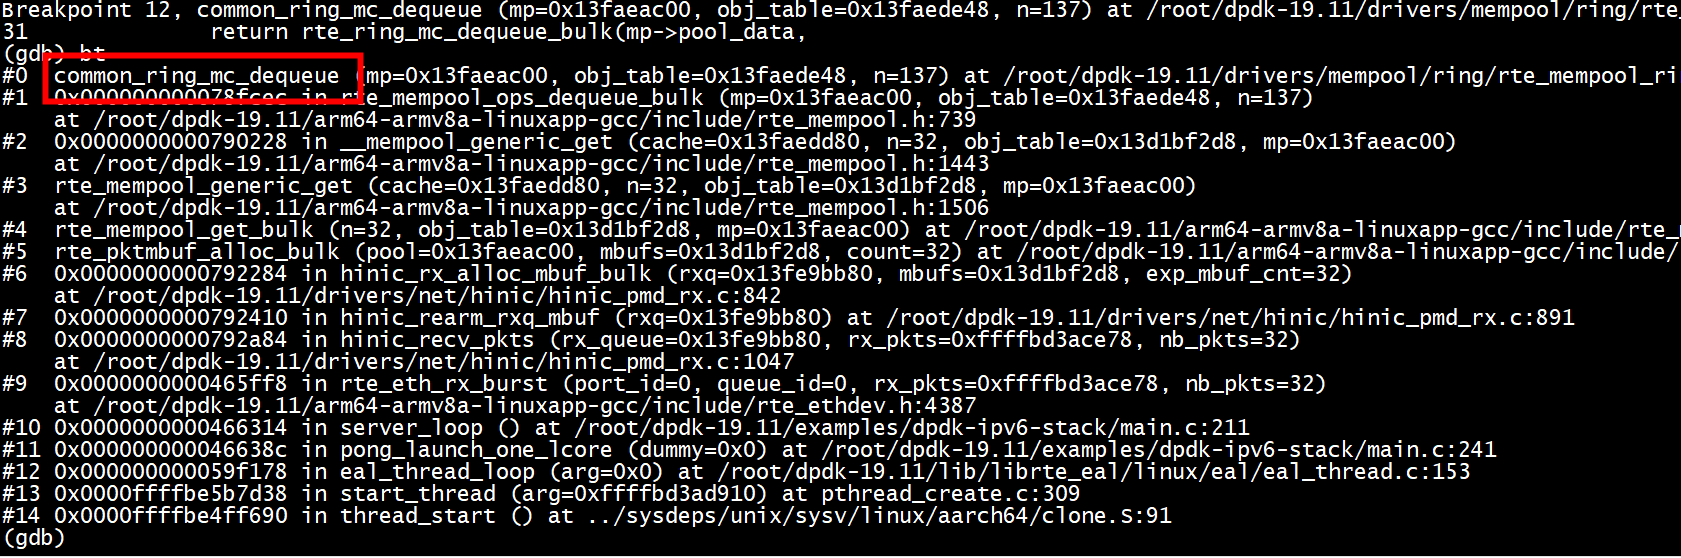 Breakpoint 12, common_ring_mc_dequeue (mp=0x13faeac00, obj_table=0x13faede48, n=137) at /root/dpdk-19.11/drivers/mempool/ring/rte_
31            return rte_ring_mc_dequeue_bulk(mp->pool_data,
(gdb) bt
#0  common_ring_mc_dequeue (mp=0x13faeac00, obj_table=0x13faede48, n=137) at /root/dpdk-19.11/drivers/mempool/ring/rte_mempool_ri
#1  0x000000000078fcec in rte_mempool_ops_dequeue_bulk (mp=0x13faeac00, obj_table=0x13faede48, n=137)
    at /root/dpdk-19.11/arm64-armv8a-linuxapp-gcc/include/rte_mempool.h:739
#2  0x0000000000790228 in __mempool_generic_get (cache=0x13faedd80, n=32, obj_table=0x13d1bf2d8, mp=0x13faeac00)
    at /root/dpdk-19.11/arm64-armv8a-linuxapp-gcc/include/rte_mempool.h:1443
#3  rte_mempool_generic_get (cache=0x13faedd80, n=32, obj_table=0x13d1bf2d8, mp=0x13faeac00)
    at /root/dpdk-19.11/arm64-armv8a-linuxapp-gcc/include/rte_mempool.h:1506
#4  rte_mempool_get_bulk (n=32, obj_table=0x13d1bf2d8, mp=0x13faeac00) at /root/dpdk-19.11/arm64-armv8a-linuxapp-gcc/include/rte_
#5  rte_pktmbuf_alloc_bulk (pool=0x13faeac00, mbufs=0x13d1bf2d8, count=32) at /root/dpdk-19.11/arm64-armv8a-linuxapp-gcc/include/
#6  0x0000000000792284 in hinic_rx_alloc_mbuf_bulk (rxq=0x13fe9bb80, mbufs=0x13d1bf2d8, exp_mbuf_cnt=32)
    at /root/dpdk-19.11/drivers/net/hinic/hinic_pmd_rx.c:842
#7  0x0000000000792410 in hinic_rearm_rxq_mbuf (rxq=0x13fe9bb80) at /root/dpdk-19.11/drivers/net/hinic/hinic_pmd_rx.c:891
#8  0x0000000000792a84 in hinic_recv_pkts (rx_queue=0x13fe9bb80, rx_pkts=0xffffbd3ace78, nb_pkts=32)
    at /root/dpdk-19.11/drivers/net/hinic/hinic_pmd_rx.c:1047
#9  0x0000000000465ff8 in rte_eth_rx_burst (port_id=0, queue_id=0, rx_pkts=0xffffbd3ace78, nb_pkts=32)
    at /root/dpdk-19.11/arm64-armv8a-linuxapp-gcc/include/rte_ethdev.h:4387
#10 0x0000000000466314 in server_loop () at /root/dpdk-19.11/examples/dpdk-ipv6-stack/main.c:211
#11 0x000000000046638c in pong_launch_one_lcore (dummy=0x0) at /root/dpdk-19.11/examples/dpdk-ipv6-stack/main.c:241
#12 0x000000000059f178 in eal_thread_loop (arg=0x0) at /root/dpdk-19.11/lib/librte_eal/linux/eal/eal_thread.c:153
#13 0x0000ffffbe5b7d38 in start_thread (arg=0xffffbd3ad910) at pthread_create.c:309
#14 0x0000ffffbe4ff690 in thread_start () at ../sysdeps/unix/sysv/linux/aarch64/clone.S:91
(gdb)